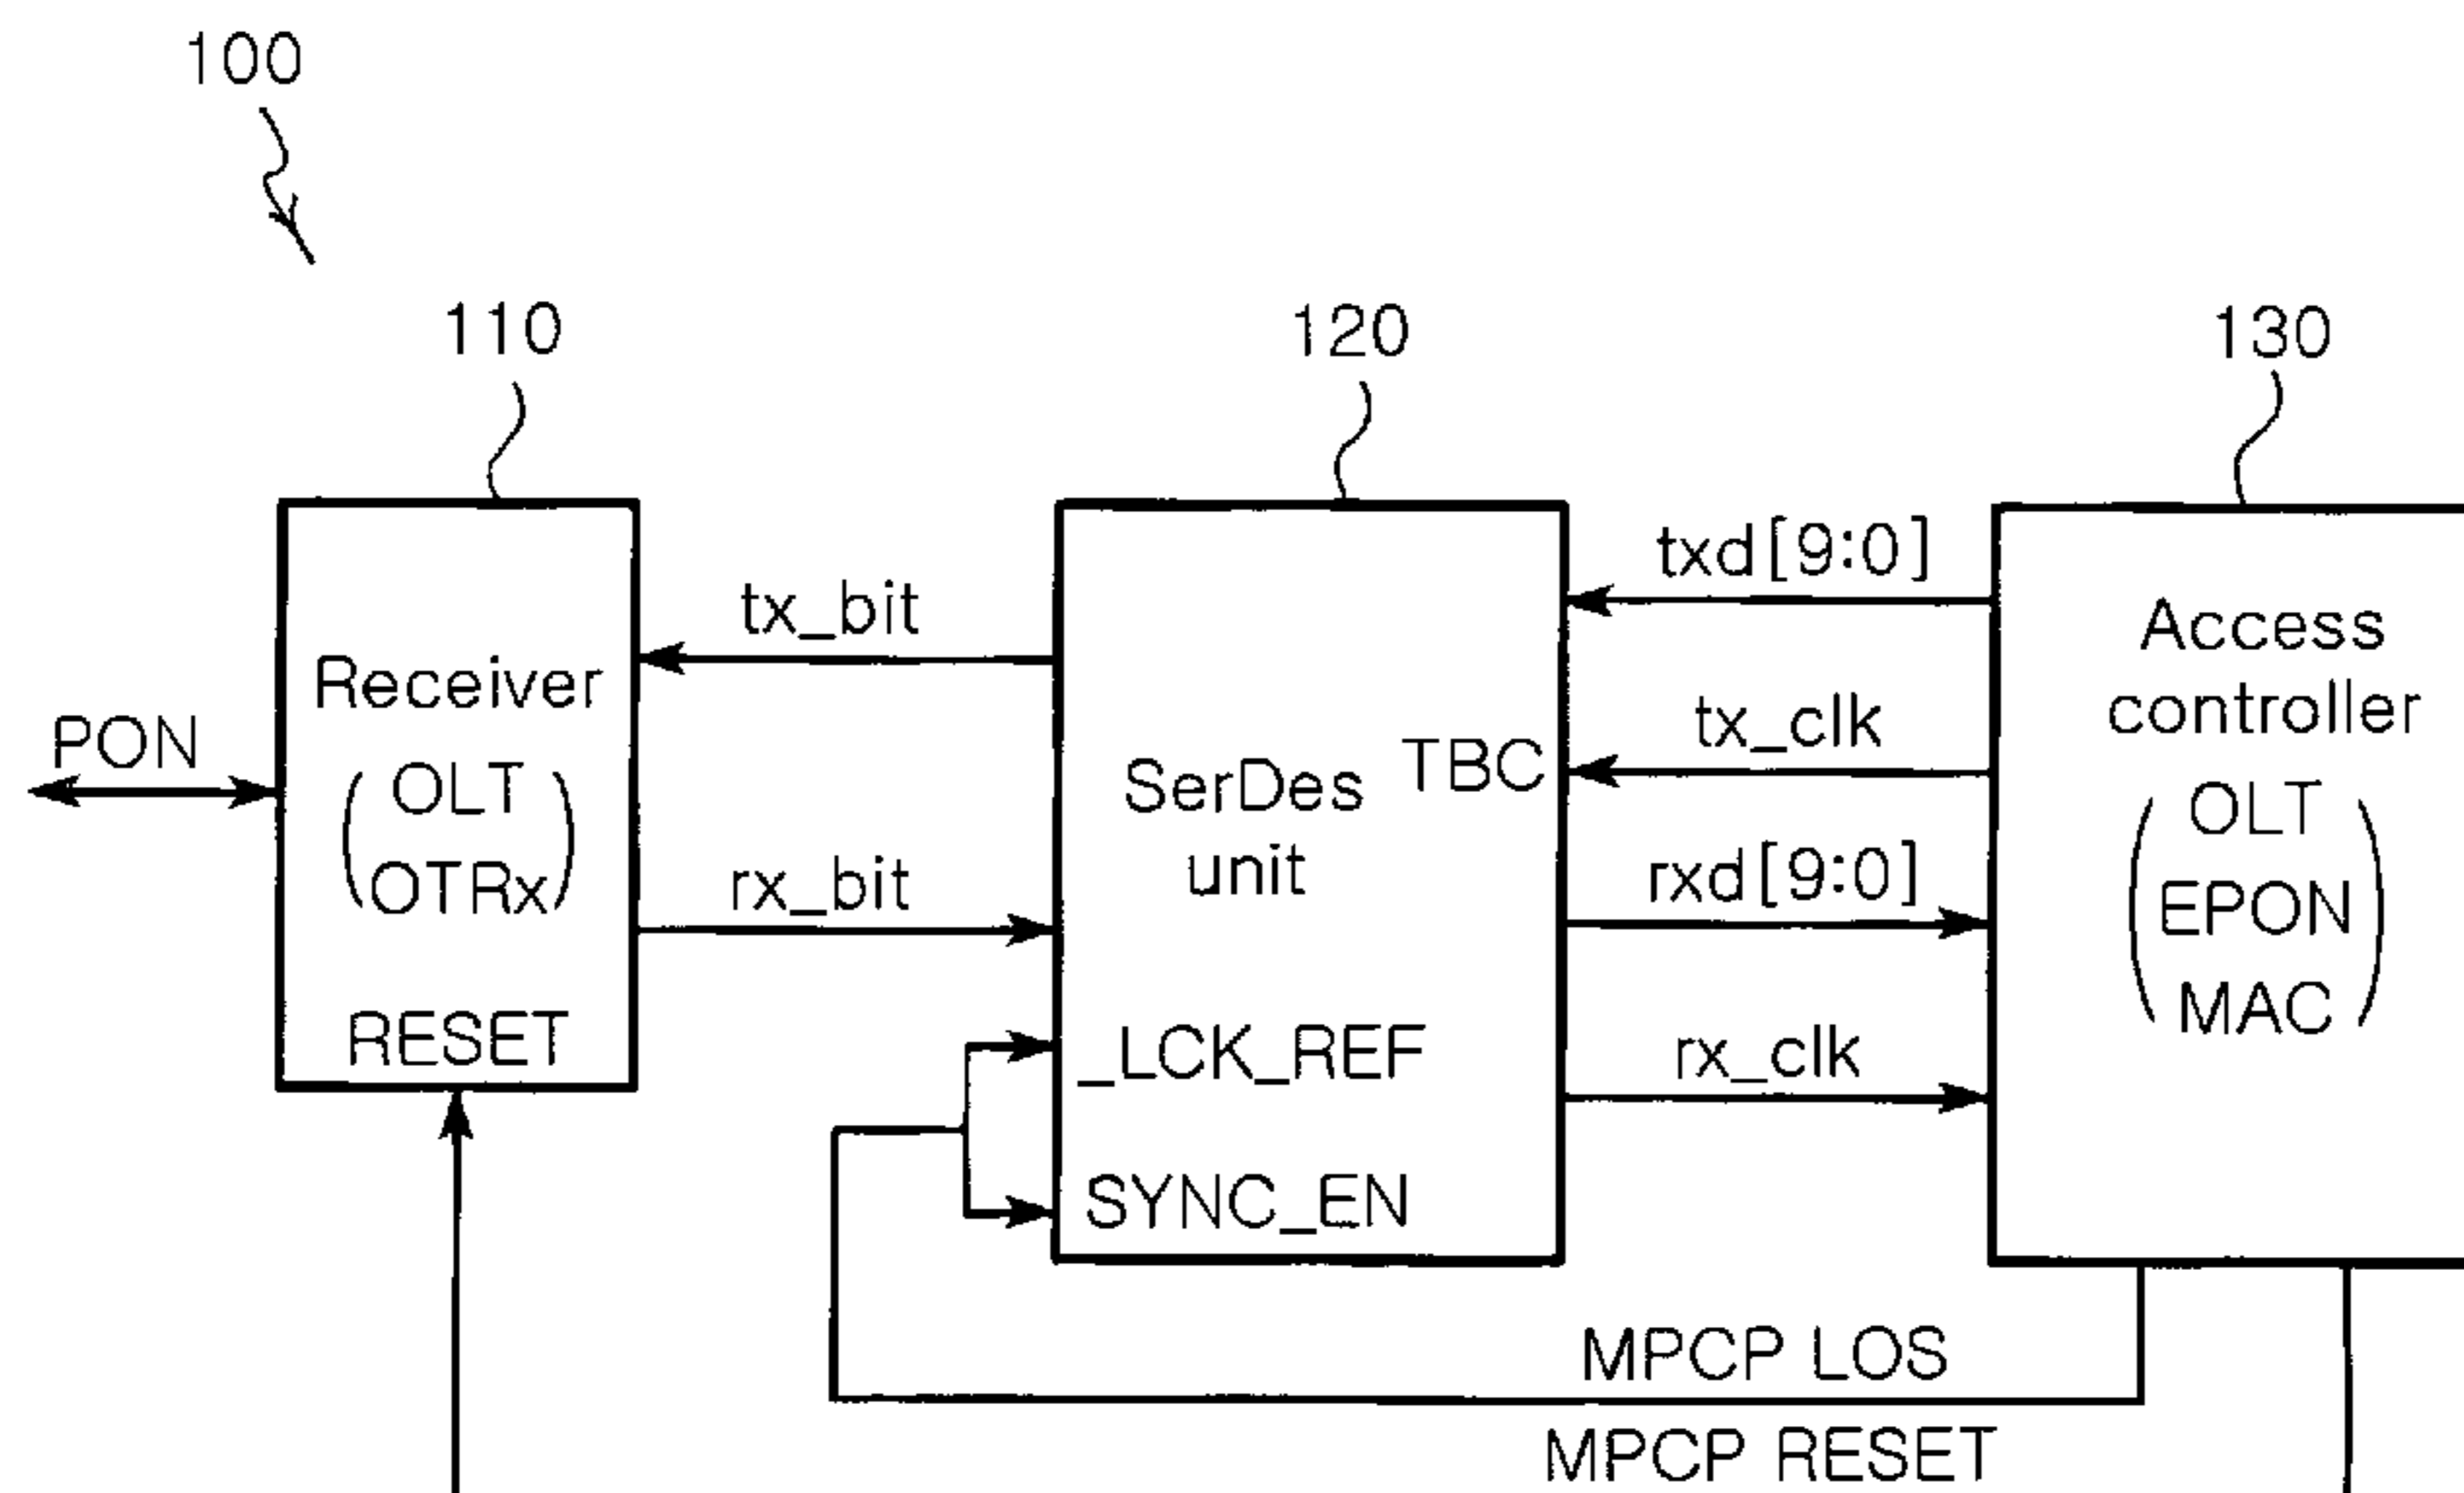 100
110
120
130
txd[9:0]
tx_bit
Access
controller
Receiver
tx_clk
PON
TBC
OLT
SerDes
OLT
OTRx
unit
rx_bit
rxd[9:0]
EPON
MAC
RESET
_LCK_REF
rx_clk
SYNC_EN
MPCP LOS
MPCP RESET